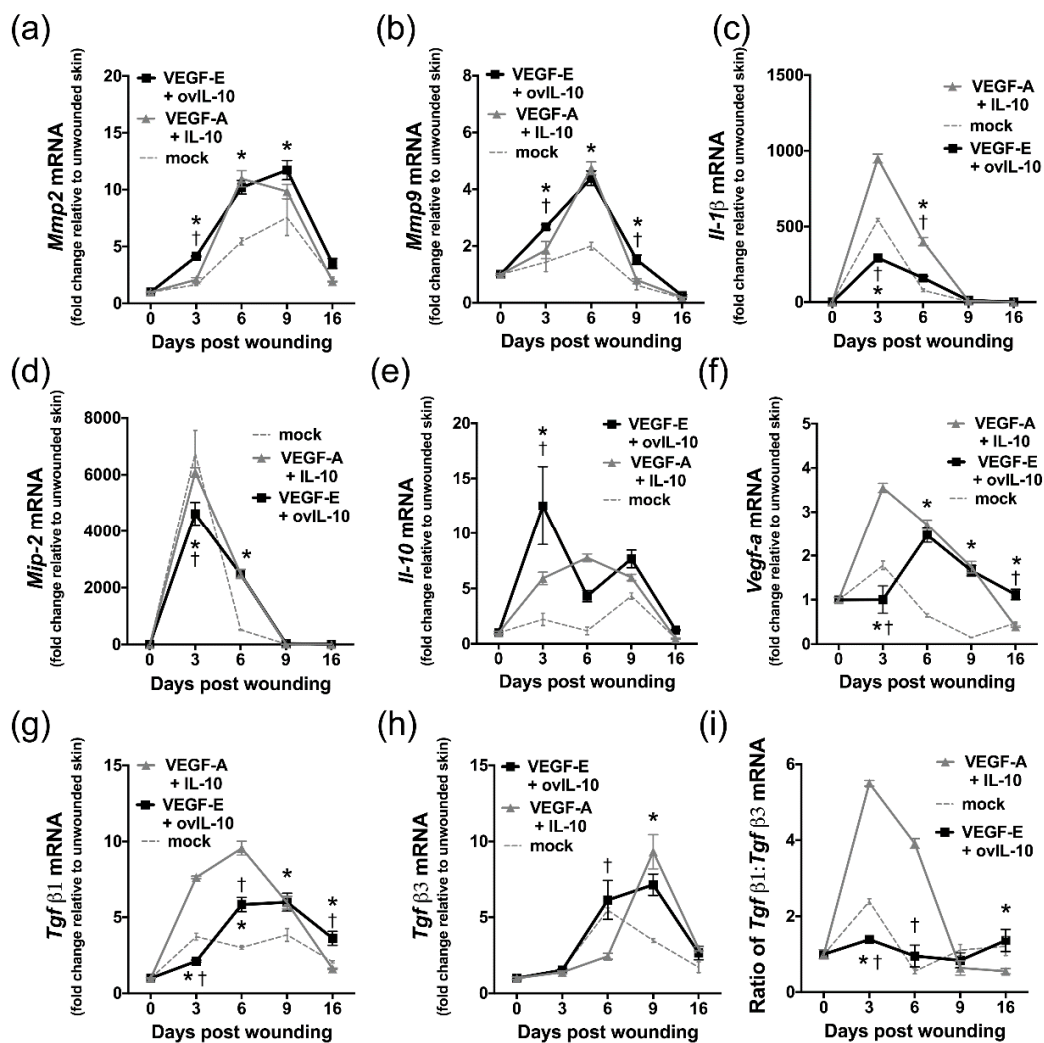 (a)
Mmp2 mRNA
(fold change relative to unwounded skin)
20
15
10
5
0
VEGF-E
+ ovIL-10
VEGF-A
+ IL-10
mock
*
†
*
*
0 3 6 9 16
Days post wounding
(b)
Mmp9 mRNA
(fold change relative to unwounded skin)
8
6
4
2
0
VEGF-E
+ ovIL-10
VEGF-A
+ IL-10
mock
*
†
*
*
†
0 3 6 9 16
Days post wounding
(c)
Il-1β mRNA
(fold change relative to unwounded skin)
1500
1000
500
0
VEGF-A
+ IL-10
mock
VEGF-E
+ ovIL-10
*
†
†
*
0 3 6 9 16
Days post wounding
(d)
Mip-2 mRNA
(fold change relative to unwounded skin)
8000
6000
4000
2000
0
mock
VEGF-A
+ IL-10
VEGF-E
+ ovIL-10
*
†
*
0 3 6 9 16
Days post wounding
(e)
Il-10 mRNA
(fold change relative to unwounded skin)
20
15
10
5
0
VEGF-E
+ ovIL-10
VEGF-A
+ IL-10
mock
*
†
0 3 6 9 16
Days post wounding
(f)
Vegf-a mRNA
(fold change relative to unwounded skin)
5
4
3
2
1
0
VEGF-A
+ IL-10
VEGF-E
+ ovIL-10
mock
*
*
*
†
*†
0 3 6 9 16
Days post wounding
(g)
Tgf β1 mRNA
(fold change relative to unwounded skin)
15
10
5
0
VEGF-A
+ IL-10
VEGF-E
+ ovIL-10
mock
†
*
*
*
†
*†
0 3 6 9 16
Days post wounding
(h)
Tgf β3 mRNA
(fold change relative to unwounded skin)
15
10
5
0
VEGF-E
+ ovIL-10
VEGF-A
+ IL-10
mock
†
*
0 3 6 9 16
Days post wounding
(i)
Ratio of Tgf β1:Tgf β3 mRNA
6
4
2
0
VEGF-A
+ IL-10
mock
VEGF-E
+ ovIL-10
†
*
*†
0 3 6 9 16
Days post wounding